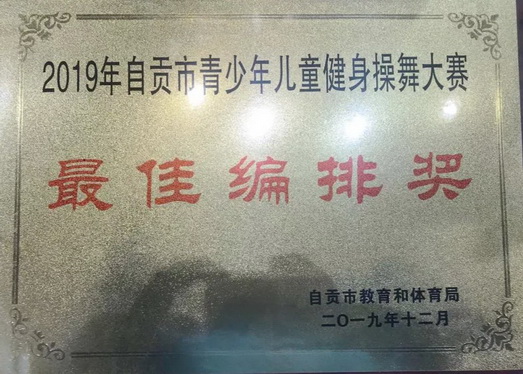 2019年自贡市青少年儿童健身操舞大赛
最佳编排奖
自贡市教育和体育局
二〇一九年十二月